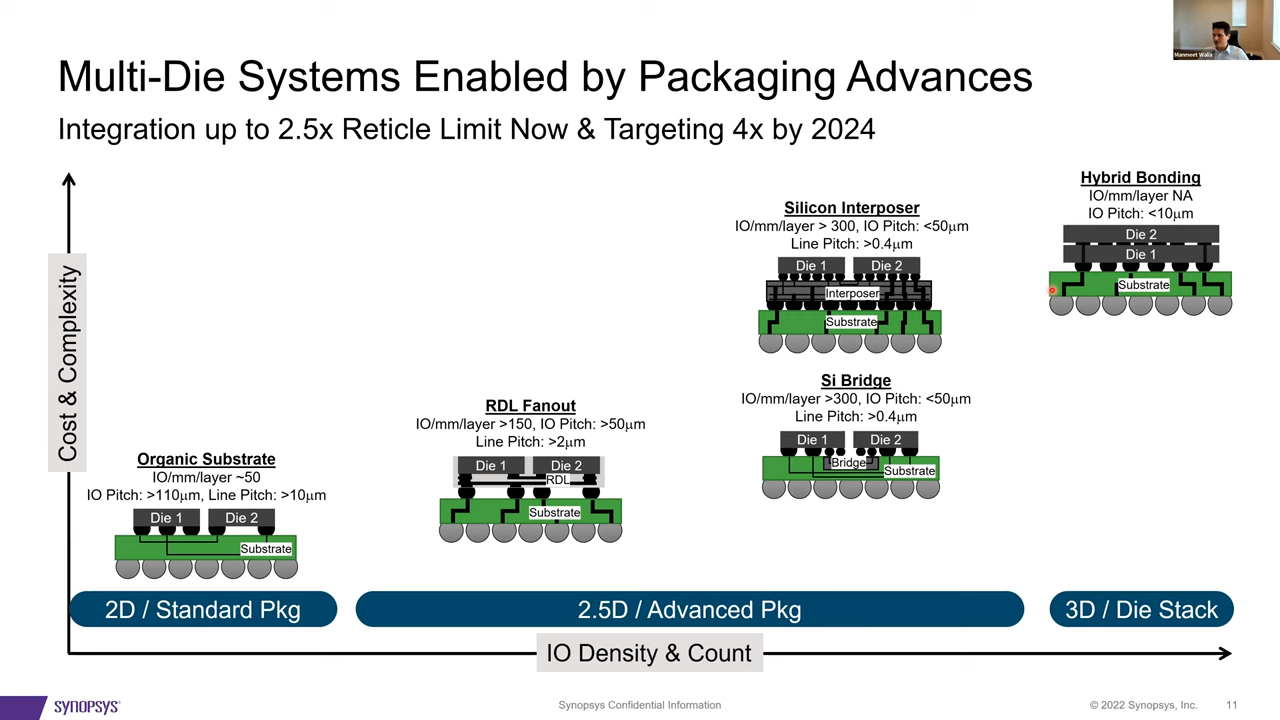 Manmeet Walia
Multi-Die Systems Enabled by Packaging Advances
Integration up to 2.5x Reticle Limit Now & Targeting 4x by 2024
Cost & Complexity
Organic Substrate
IO/mm/layer ~50
IO Pitch: >110μm, Line Pitch: >10μm
Die 1
Die 2
Substrate
RDL Fanout
IO/mm/layer >150, IO Pitch: >50μm
Line Pitch: >2μm
Die 1
Die 2
RDL
Substrate
Silicon Interposer
IO/mm/layer > 300, IO Pitch: <50μm
Line Pitch: >0.4μm
Die 1
Die 2
Interposer
Substrate
Si Bridge
IO/mm/layer >300, IO Pitch: <50μm
Line Pitch: >0.4μm
Die 1
Die 2
Bridge
Substrate
Hybrid Bonding
IO/mm/layer NA
IO Pitch: <10μm
Die 2
Die 1
Substrate
2D / Standard Pkg
2.5D / Advanced Pkg
3D / Die Stack
IO Density & Count
SYNOPSYS®
Synopsys Confidential Information
© 2022 Synopsys, Inc.
11